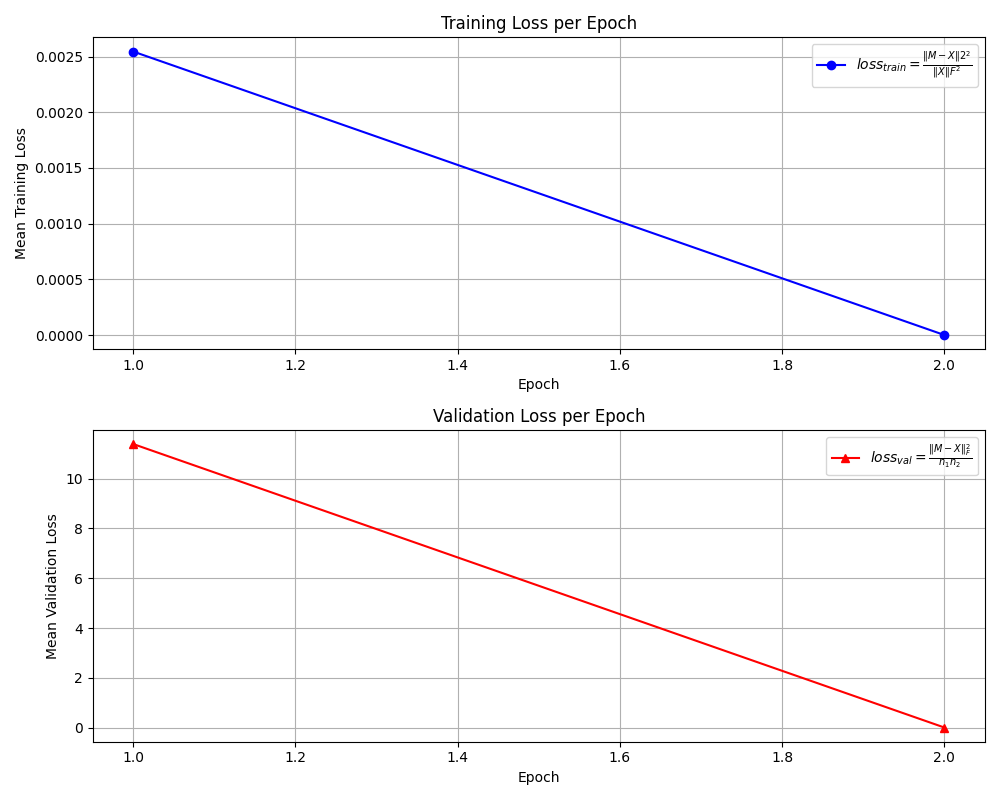 Training Loss per Epoch
loss_train = ‖M − X‖2² / ‖X‖F²
Mean Training Loss
0.0025
0.0020
0.0015
0.0010
0.0005
0.0000
1.0 1.2 1.4 1.6 1.8 2.0
Epoch
Validation Loss per Epoch
loss_val = ‖M − X‖²_F / n₁n₂
Mean Validation Loss
10
8
6
4
2
0
1.0 1.2 1.4 1.6 1.8 2.0
Epoch